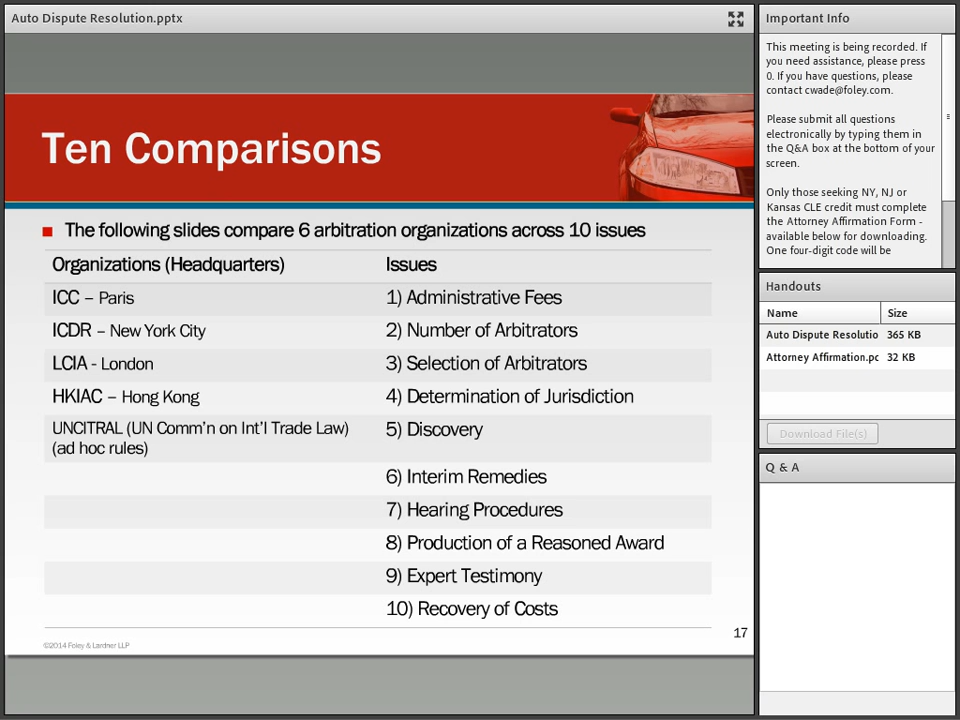 Auto Dispute Resolution.pptx
Ten Comparisons
The following slides compare 6 arbitration organizations across 10 issues
Organizations (Headquarters) Issues
ICC – Paris 1) Administrative Fees
ICDR – New York City 2) Number of Arbitrators
LCIA - London 3) Selection of Arbitrators
HKIAC – Hong Kong 4) Determination of Jurisdiction
UNCITRAL (UN Comm'n on Int'l Trade Law) 5) Discovery
(ad hoc rules)
6) Interim Remedies
7) Hearing Procedures
8) Production of a Reasoned Award
9) Expert Testimony
10) Recovery of Costs
17
©2014 Foley & Lardner LLP
Important Info
This meeting is being recorded. If
you need assistance, please press
0. If you have questions, please
contact cwade@foley.com.
Please submit all questions
electronically by typing them in
the Q&A box at the bottom of your
screen.
Only those seeking NY, NJ or
Kansas CLE credit must complete
the Attorney Affirmation Form -
available below for downloading.
One four-digit code will be
Handouts
Name Size
Auto Dispute Resolutio 365 KB
Attorney Affirmation.pc 32 KB
Download File(s)
Q & A